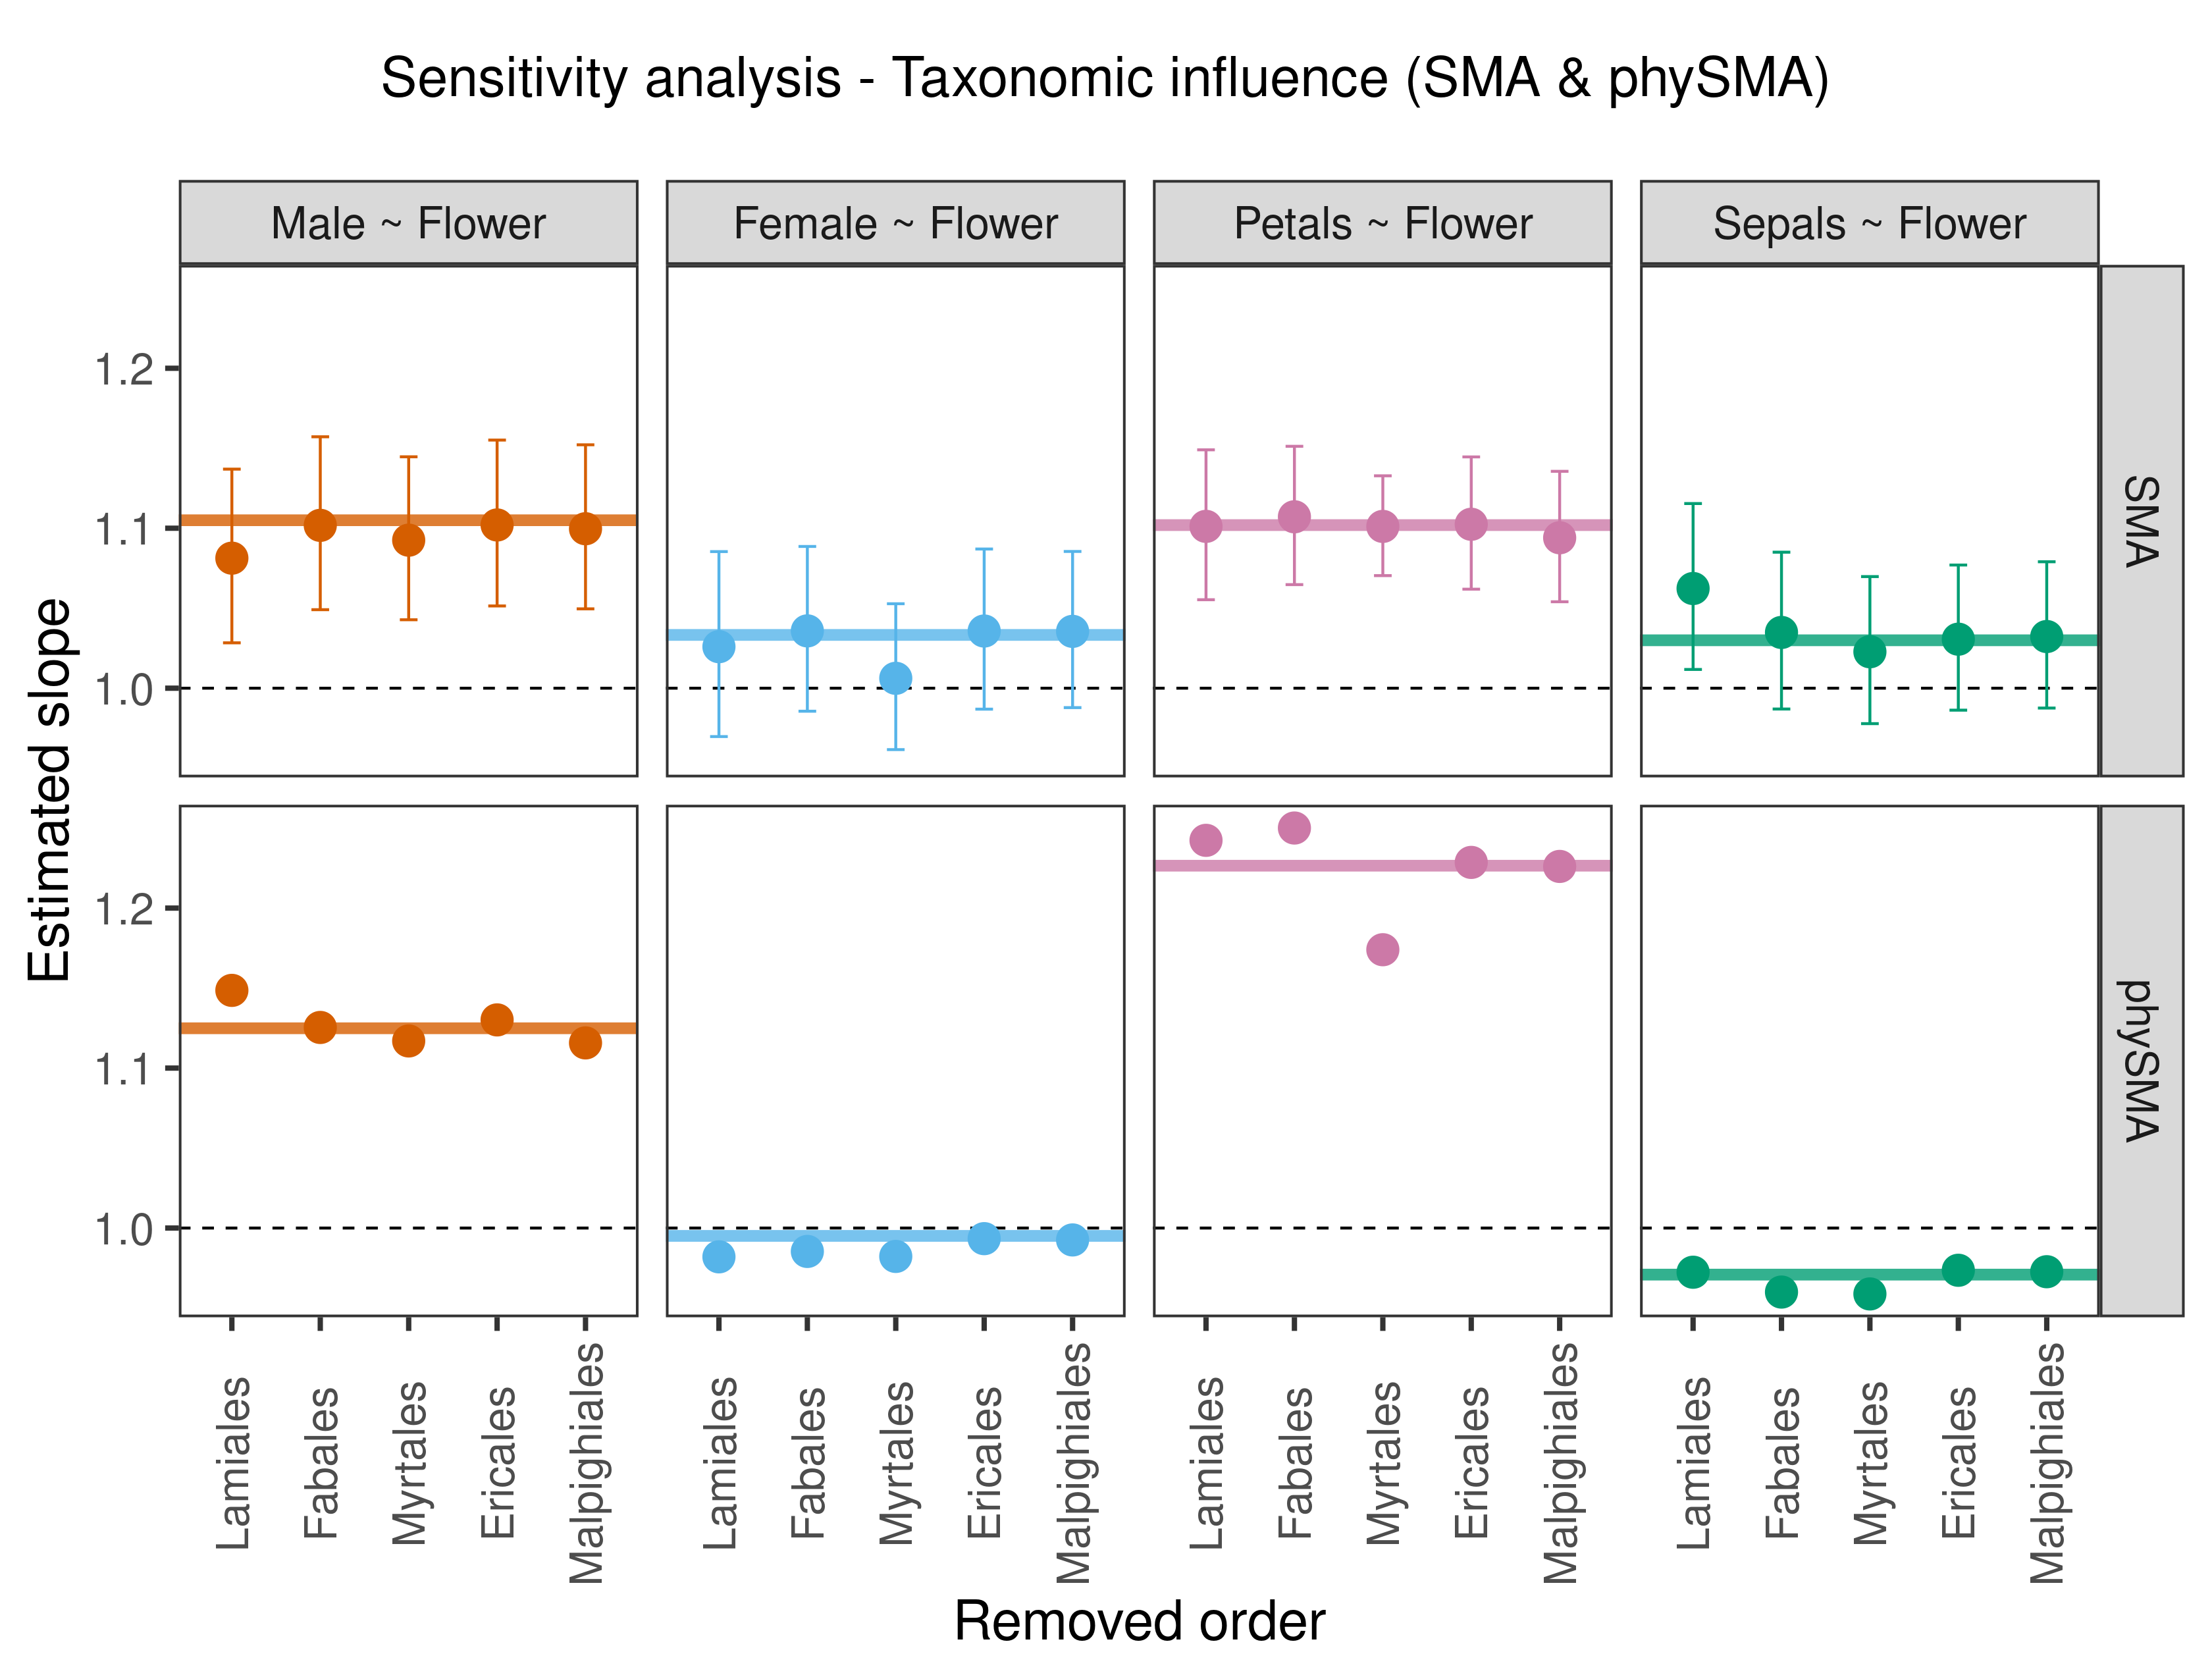 Sensitivity analysis - Taxonomic influence (SMA & phySMA)
Male ~ Flower
Female ~ Flower
Petals ~ Flower
Sepals ~ Flower
Estimated slope
1.2
1.1
1.0
SMA
1.2
1.1
1.0
phySMA
Lamiales
Fabales
Myrtales
Ericales
Malpighiales
Lamiales
Fabales
Myrtales
Ericales
Malpighiales
Lamiales
Fabales
Myrtales
Ericales
Malpighiales
Lamiales
Fabales
Myrtales
Ericales
Malpighiales
Removed order